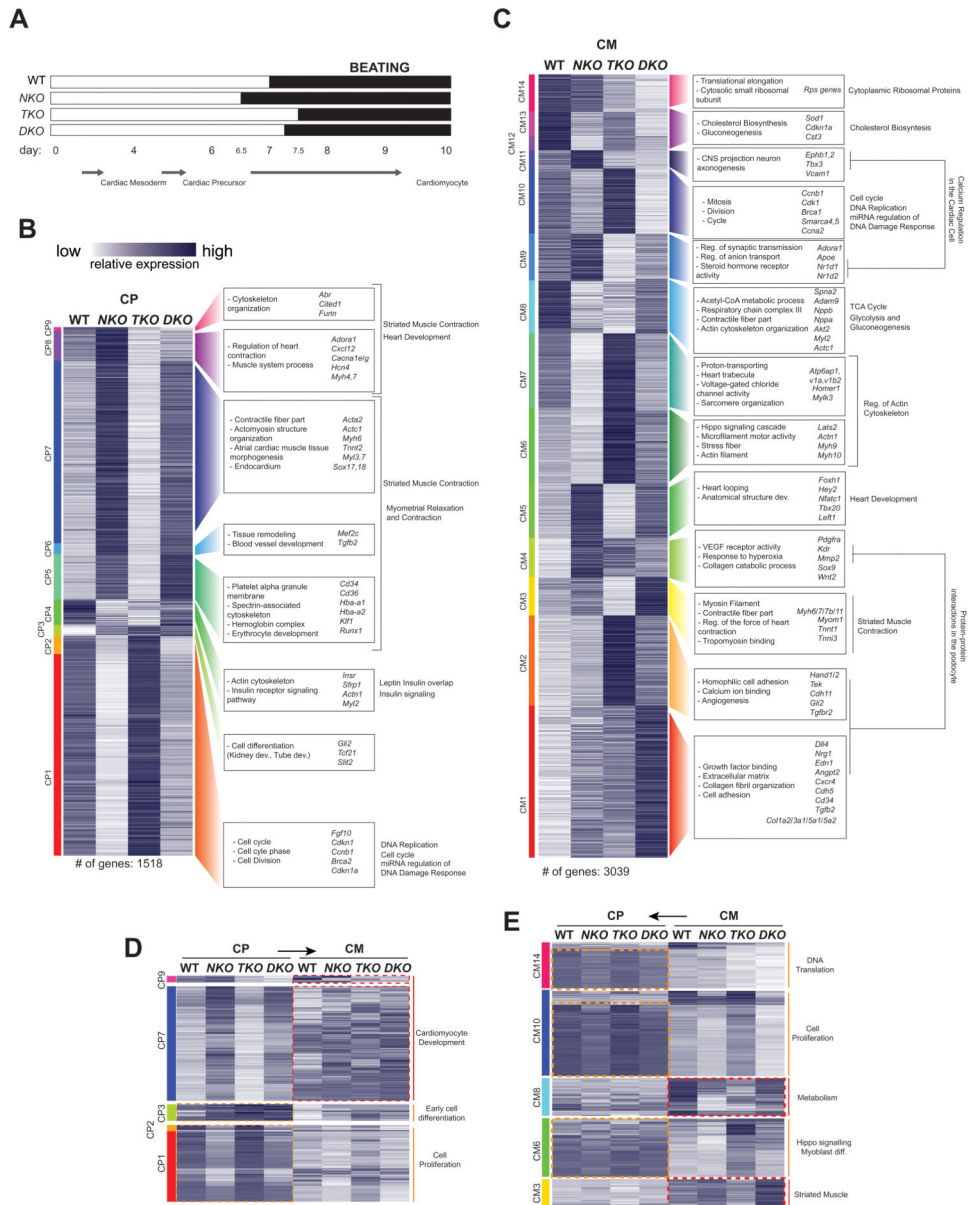 A
BEATING
WT
NKO
TKO
DKO
day: 0 4 6 6.5 7 7.5 8 9 10
Cardiac Mesoderm Cardiac Precursor Cardiomyocyte
B
low high
relative expression
CP
WT NKO TKO DKO
CP9
CP8
CP7
CP6
CP5
CP4
CP3
CP2
CP1
# of genes: 1518
- Cytoskeleton
organization
Abr
Cited1
Furin
- Regulation of heart
contraction
- Muscle system process
Adora1
Cxcl12
Cacna1e/g
Hcn4
Myh4,7
Striated Muscle Contraction
Heart Development
- Contractile fiber part
- Actomyosin structure
organization
- Atrial cardiac muscle tissue
morphogenesis
- Endocardium
Acta2
Actc1
Myh6
Tnnt2
Myl3,7
Sox17,18
- Tissue remodeling
- Blood vessel development
Mef2c
Tgfb2
- Platelet alpha granule
membrane
- Spectrin-associated
cytoskeleton
- Hemoglobin complex
- Erythrocyte development
Cd34
Cd36
Hba-a1
Hba-a2
Klf1
Runx1
Striated Muscle Contraction
Myometrial Relaxation
and Contraction
- Actin cytoskeleton
- Insulin receptor signaling
pathway
Insr
Sfrp1
Actn1
Myl2
Leptin Insulin overlap
Insulin signaling
- Cell differentiation
(Kidney dev., Tube dev.)
Gli2
Tcf21
Slit2
- Cell cycle
- Cell cyle phase
- Cell Division
Fgf10
Cdkn1
Ccnb1
Brca2
Cdkn1a
DNA Replication
Cell cycle
miRNA regulation of
DNA Damage Response
C
CM
WT NKO TKO DKO
CM14
CM13
CM12
CM11
CM10
CM9
CM8
CM7
CM6
CM5
CM4
CM3
CM2
CM1
# of genes: 3039
- Translational elongation
- Cytosolic small ribosomal
subunit
Rps genes
Cytoplasmic Ribosomal Proteins
- Cholesterol Biosynthesis
- Gluconeogenesis
Sod1
Cdkn1a
Cst3
Cholesterol Biosyntesis
- CNS projection neuron
axonogenesis
Ephb1,2
Tbx3
Vcam1
- Mitosis
- Division
- Cycle
Ccnb1
Cdk1
Brca1
Smarca4,5
Ccna2
Cell cycle
DNA Replication
miRNA regulation of
DNA Damage Response
Calcium Regulation
in the Cardiac Cell
- Reg. of synaptic transmission
- Reg. of anion transport
- Steroid hormone receptor
activity
Adora1
Apoe
Nr1d1
Nr1d2
- Acetyl-CoA metabolic process
- Respiratory chain complex III
- Contractile fiber part
- Actin cytoskeleton organization
Spna2
Adam9
Nppb
Nppa
Akt2
Myl2
Actc1
TCA Cycle
Glycolysis and
Gluconogenesis
- Proton-transporting
- Heart trabecula
- Voltage-gated chloride
channel activity
- Sarcomere organization
Atp6ap1,
v1a,v1b2
Homer1
Mylk3
- Hippo signaling cascade
- Microfilament motor activity
- Stress fiber
- Actin filament
Lats2
Actn1
Myh9
Myh10
Reg. of Actin
Cytoskeleton
- Heart looping
- Anatomical structure dev.
Foxh1
Hey2
Nfatc1
Tbx20
Left1
Heart Development
- VEGF receptor activity
- Response to hyperoxia
- Collagen catabolic process
Pdgfra
Kdr
Mmp2
Sox9
Wnt2
- Myosin Filament
- Contractile fiber part
- Reg. of the force of heart
contraction
- Tropomyosin binding
Myh6/7/7b/11
Myom1
Tnnt1
Tnni3
Striated Muscle
Contraction
- Homophilic cell adhesion
- Calcium ion binding
- Angiogenesis
Hand1/2
Tek
Cdh11
Gli2
Tgfbr2
Protein-protein
interactions in the podocyte
- Growth factor binding
- Extracellular matrix
- Collagen fibril organization
- Cell adhesion
Dll4
Nrg1
Edn1
Angpt2
Cxcr4
Cdh5
Cd34
Tgfb2
Col1a2/3a1/5a1/5a2
D
CP CM
WT NKO TKO DKO WT NKO TKO DKO
CP9
CP7
CP3
CP2
CP1
Cardiomyocyte
Development
Early cell
differentiation
Cell
Proliferation
E
CP CM
WT NKO TKO DKO WT NKO TKO DKO
CM14
CM10
CM8
CM6
CM3
DNA
Translation
Cell
Proliferation
Metabolism
Hippo signalling
Myoblast diff.
Striated Muscle